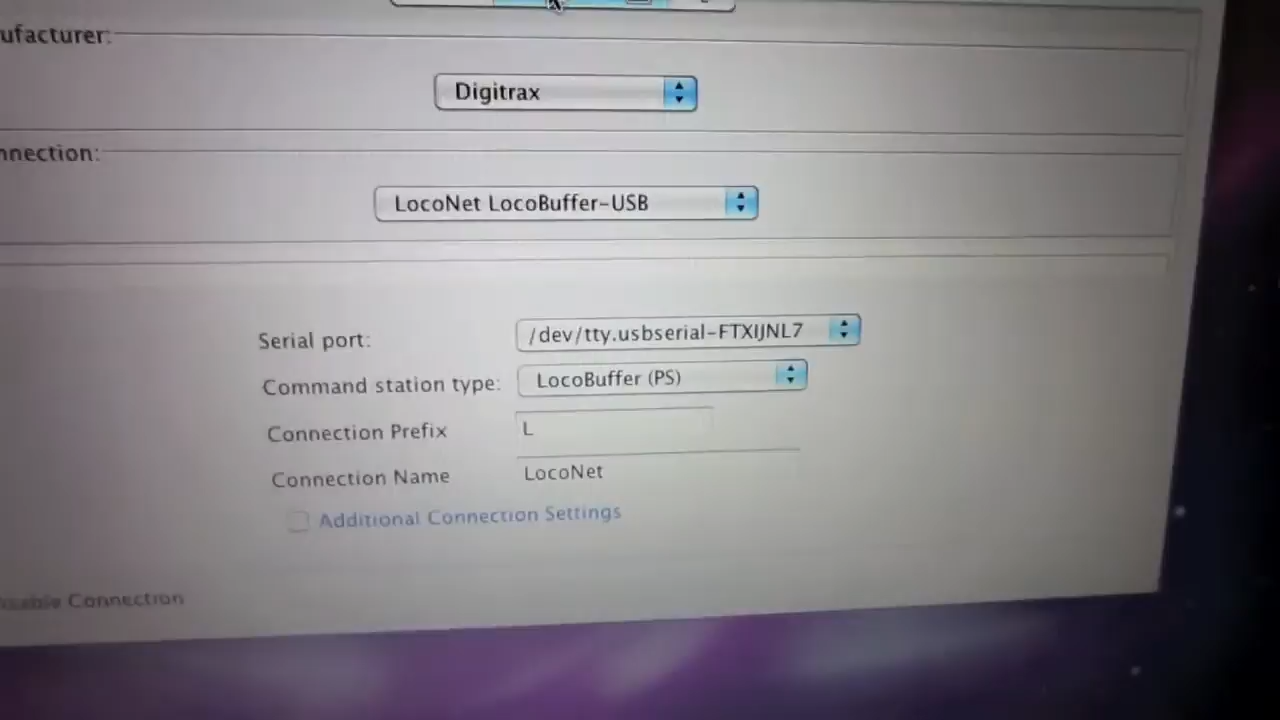 ufacturer:
Digitrax
nnection:
LocoNet LocoBuffer-USB
Serial port: /dev/tty.usbserial-FTXIJNL7
Command station type: LocoBuffer (PS)
Connection Prefix L
Connection Name LocoNet
Additional Connection Settings
Connection